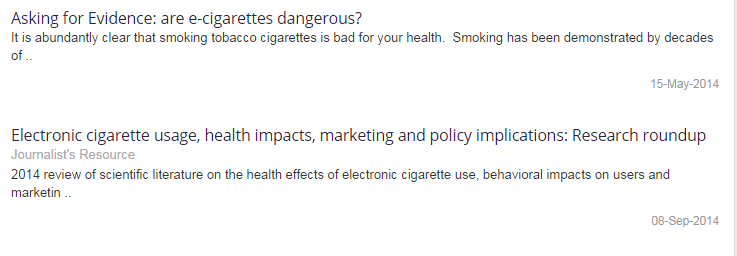 Asking for Evidence: are e-cigarettes dangerous?
It is abundantly clear that smoking tobacco cigarettes is bad for your health.  Smoking has been demonstrated by decades
of ..
15-May-2014
Electronic cigarette usage, health impacts, marketing and policy implications: Research roundup
Journalist's Resource
2014 review of scientific literature on the health effects of electronic cigarette use, behavioral impacts on users and
marketin ..
08-Sep-2014